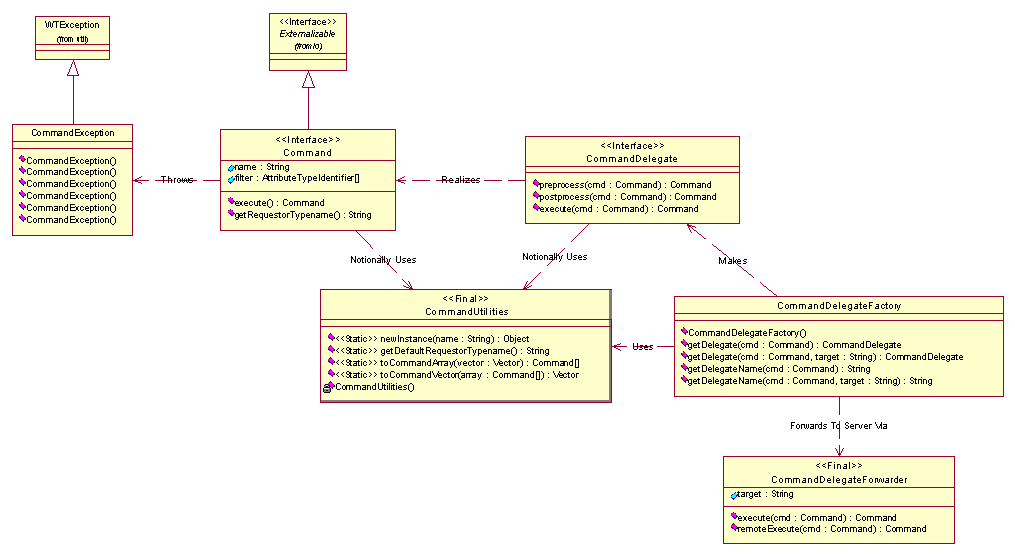 WTException
(from util)
<<Interface>>
Externalizable
(from io)
CommandException
CommandException()
CommandException()
CommandException()
CommandException()
CommandException()
CommandException()
Throws
<<Interface>>
Command
name : String
filter : AttributeTypeIdentifier[]
execute() : Command
getRequestorTypename() : String
Realizes
<<Interface>>
CommandDelegate
preprocess(cmd : Command) : Command
postprocess(cmd : Command) : Command
execute(cmd : Command) : Command
Notionally Uses
Notionally Uses
Makes
<<Final>>
CommandUtilities
<<Static>> newInstance(name : String) : Object
<<Static>> getDefaultRequestorTypename() : String
<<Static>> toCommandArray(vector : Vector) : Command[]
<<Static>> toCommandVector(array : Command[]) : Vector
CommandUtilities()
Uses
CommandDelegateFactory
CommandDelegateFactory()
getDelegate(cmd : Command) : CommandDelegate
getDelegate(cmd : Command, target : String) : CommandDelegate
getDelegateName(cmd : Command) : String
getDelegateName(cmd : Command, target : String) : String
Forwards To Server Via
<<Final>>
CommandDelegateForwarder
target : String
execute(cmd : Command) : Command
remoteExecute(cmd : Command) : Command